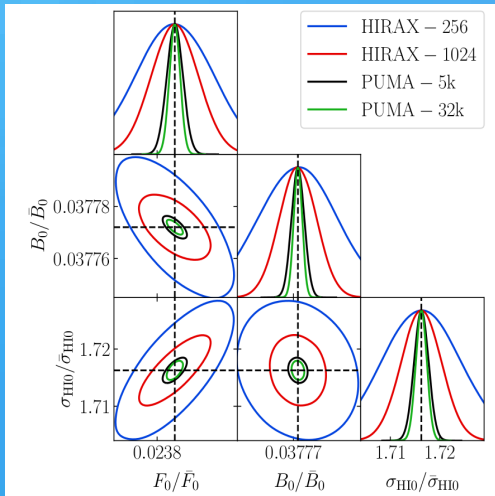 HIRAX − 256
HIRAX − 1024
PUMA − 5k
PUMA − 32k
B₀/B̄₀
0.03778
0.03776
σ_HI0/σ̄_HI0
1.72
1.71
0.0238
0.03777
1.71 1.72
F₀/F̄₀
B₀/B̄₀
σ_HI0/σ̄_HI0